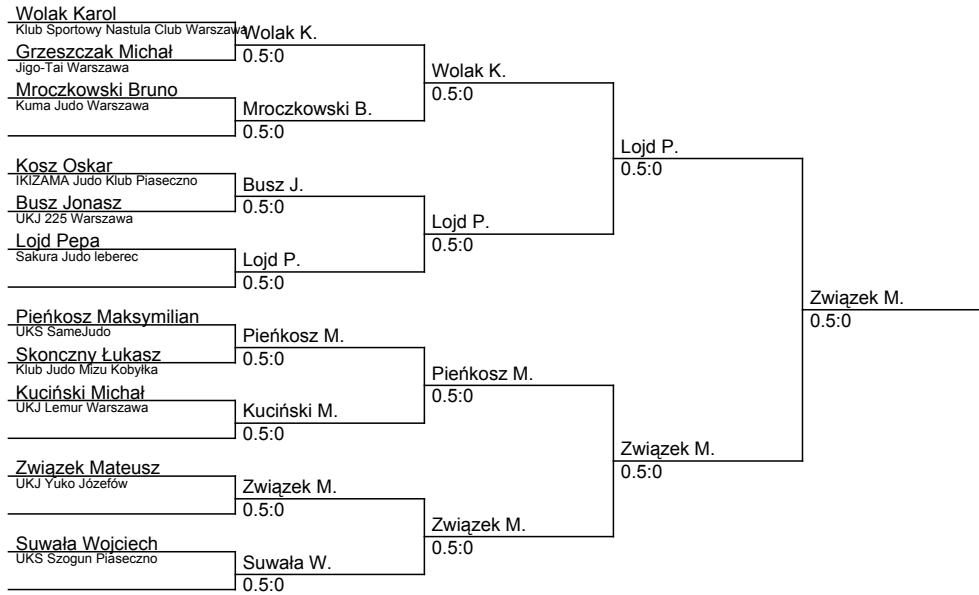 Wolak Karol
Klub Sportowy Nastula Club Warszawa
Grzeszczak Michał
Jigo-Tai Warszawa
Mroczkowski Bruno
Kuma Judo Warszawa
Kosz Oskar
IKIZAMA Judo Klub Piaseczno
Busz Jonasz
UKJ 225 Warszawa
Lojd Pepa
Sakura Judo leberec
Pieńkosz Maksymilian
UKS SameJudo
Skonczny Łukasz
Klub Judo Mizu Kobyłka
Kuciński Michał
UKJ Lemur Warszawa
Związek Mateusz
UKJ Yuko Józefów
Suwała Wojciech
UKS Szogun Piaseczno
Wolak K.
0.5:0
Mroczkowski B.
0.5:0
Busz J.
0.5:0
Lojd P.
0.5:0
Pieńkosz M.
0.5:0
Kuciński M.
0.5:0
Związek M.
0.5:0
Suwała W.
0.5:0
Wolak K.
0.5:0
Lojd P.
0.5:0
Pieńkosz M.
0.5:0
Związek M.
0.5:0
Lojd P.
0.5:0
Związek M.
0.5:0
Związek M.
0.5:0